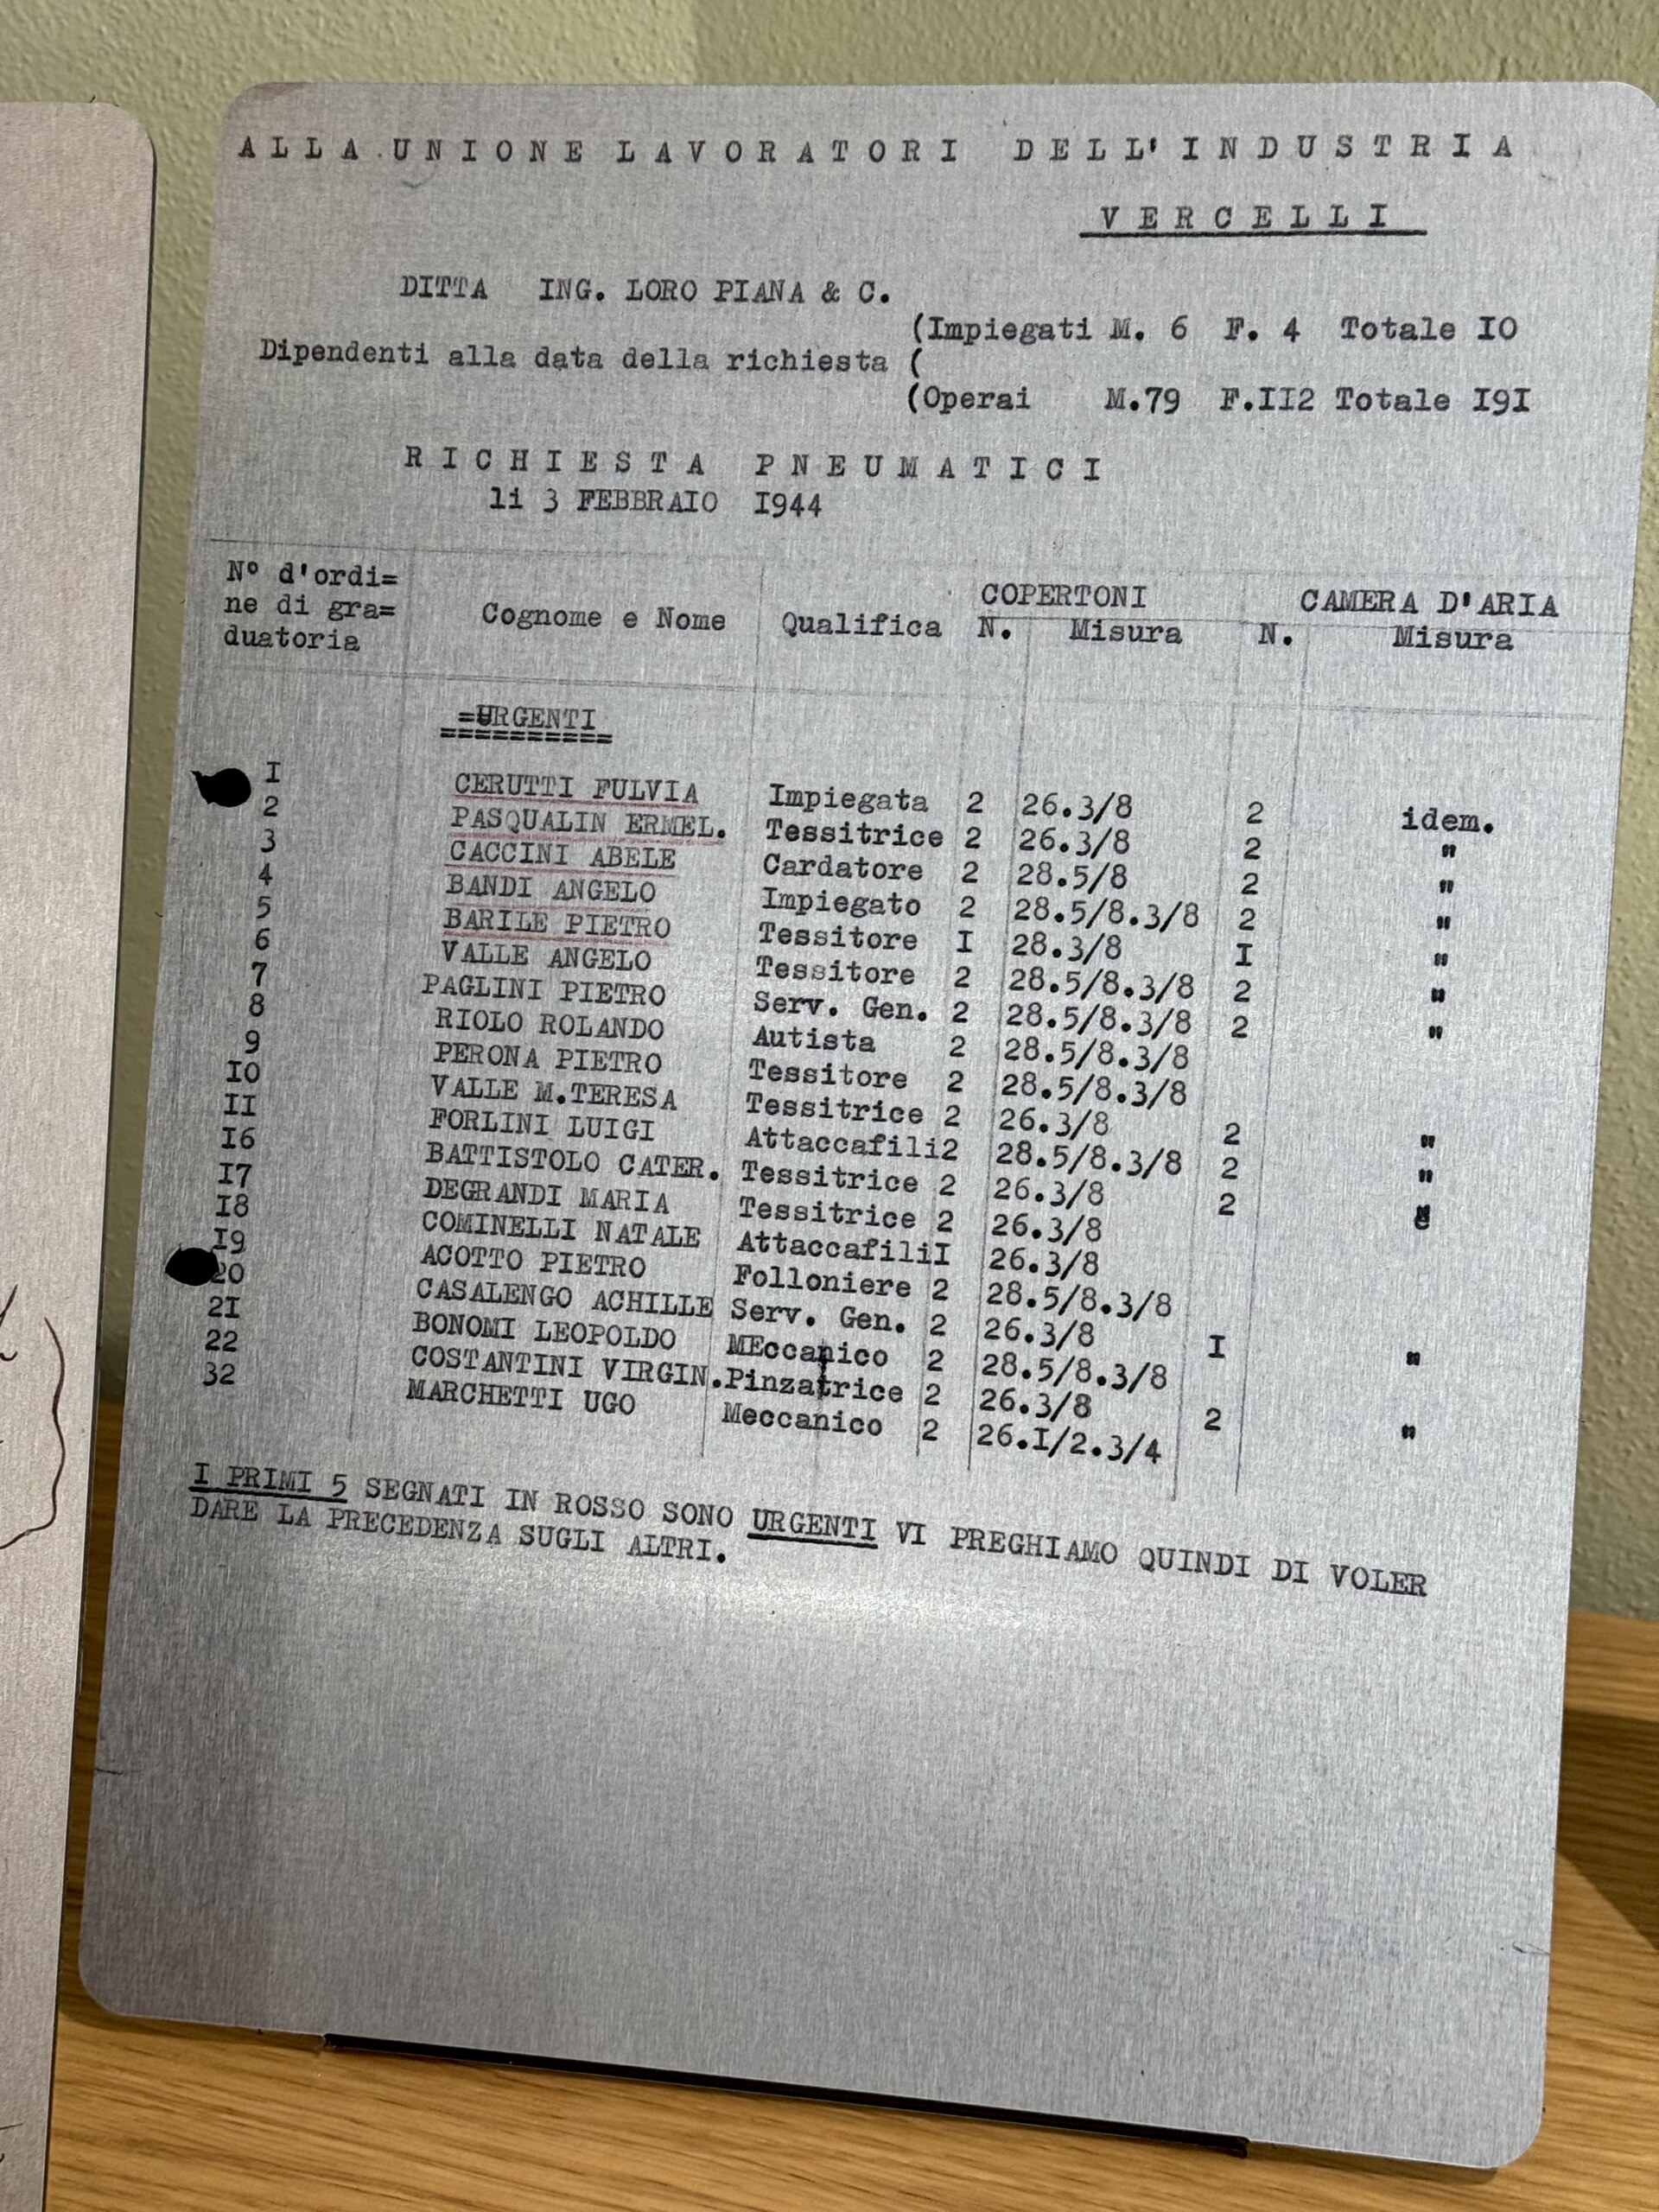 ALLA UNIONE LAVORATORI DELL'INDUSTRIA
VERCELLI
DITTA ING. LORO PIANA & C.
(Impiegati M. 6 F. 4 Totale IO
Dipendenti alla data della richiesta (
(Operai M.79 F.II2 Totale I9I
RICHIESTA PNEUMATICI
li 3 FEBBRAIO I944
N° d'ordi= ne di gra= duatoria Cognome e Nome Qualifica COPERTONI N. Misura CAMERA D'ARIA N. Misura
=URGENTI
==========
I CERUTTI FULVIA Impiegata 2 26.3/8 2 idem.
2 PASQUALIN ERMEL. Tessitrice 2 26.3/8 2 "
3 CACCINI ABELE Cardatore 2 28.5/8 2 "
4 BANDI ANGELO Impiegato 2 28.5/8.3/8 2 "
5 BARILE PIETRO Tessitore I 28.3/8 I "
6 VALLE ANGELO Tessitore 2 28.5/8.3/8 2 "
7 PAGLINI PIETRO Serv. Gen. 2 28.5/8.3/8 2 "
8 RIOLO ROLANDO Autista 2 28.5/8.3/8
9 PERONA PIETRO Tessitore 2 28.5/8.3/8
IO VALLE M.TERESA Tessitrice 2 26.3/8 2 "
II FORLINI LUIGI Attaccafili2 28.5/8.3/8 2 "
I6 BATTISTOLO CATER. Tessitrice 2 26.3/8 2 "
I7 DEGRANDI MARIA Tessitrice 2 26.3/8
I8 COMINELLI NATALE AttaccafiliI 26.3/8
I9 ACOTTO PIETRO Folloniere 2 28.5/8.3/8
20 CASALENGO ACHILLE Serv. Gen. 2 26.3/8 I "
2I BONOMI LEOPOLDO MEccanico 2 28.5/8.3/8
22 COSTANTINI VIRGIN. Pinzatrice 2 26.3/8 2 "
32 MARCHETTI UGO Meccanico 2 26.I/2.3/4
I PRIMI 5 SEGNATI IN ROSSO SONO URGENTI VI PREGHIAMO QUINDI DI VOLER
DARE LA PRECEDENZA SUGLI ALTRI.